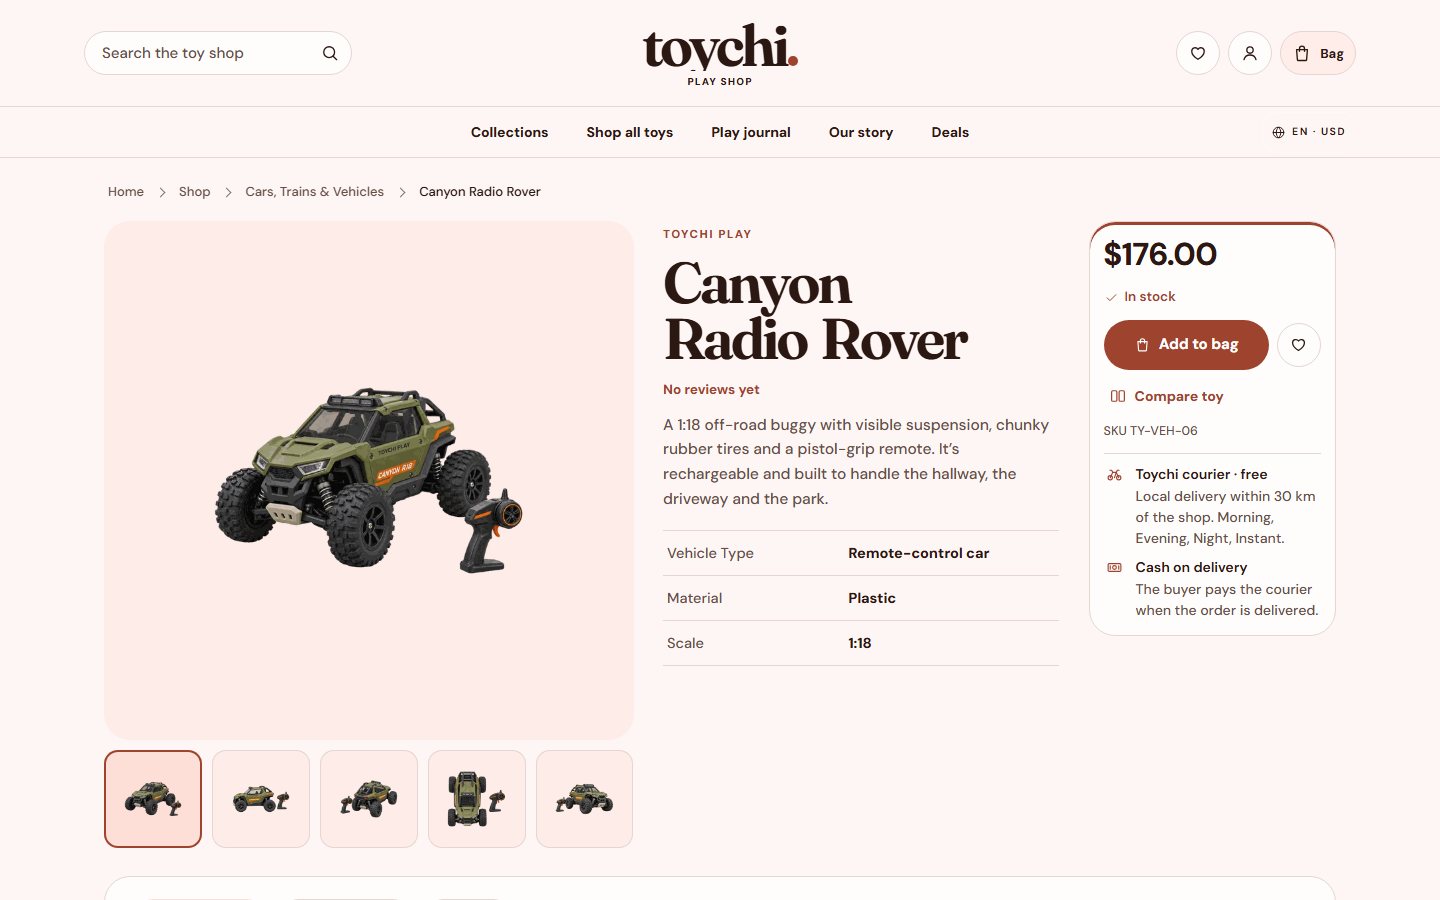 Search the toy shop
toychi.
PLAY SHOP
Bag
Collections
Shop all toys
Play journal
Our story
Deals
EN · USD
Home
Shop
Cars, Trains & Vehicles
Canyon Radio Rover
TOYCHI PLAY
CANYON R18
TOYCHI PLAY
Canyon
Radio Rover
No reviews yet
A 1:18 off-road buggy with visible suspension, chunky
rubber tires and a pistol-grip remote. It’s
rechargeable and built to handle the hallway, the
driveway and the park.
Vehicle Type
Remote-control car
Material
Plastic
Scale
1:18
$176.00
In stock
Add to bag
Compare toy
SKU TY-VEH-06
Toychi courier · free
Local delivery within 30 km
of the shop. Morning,
Evening, Night, Instant.
Cash on delivery
The buyer pays the courier
when the order is delivered.